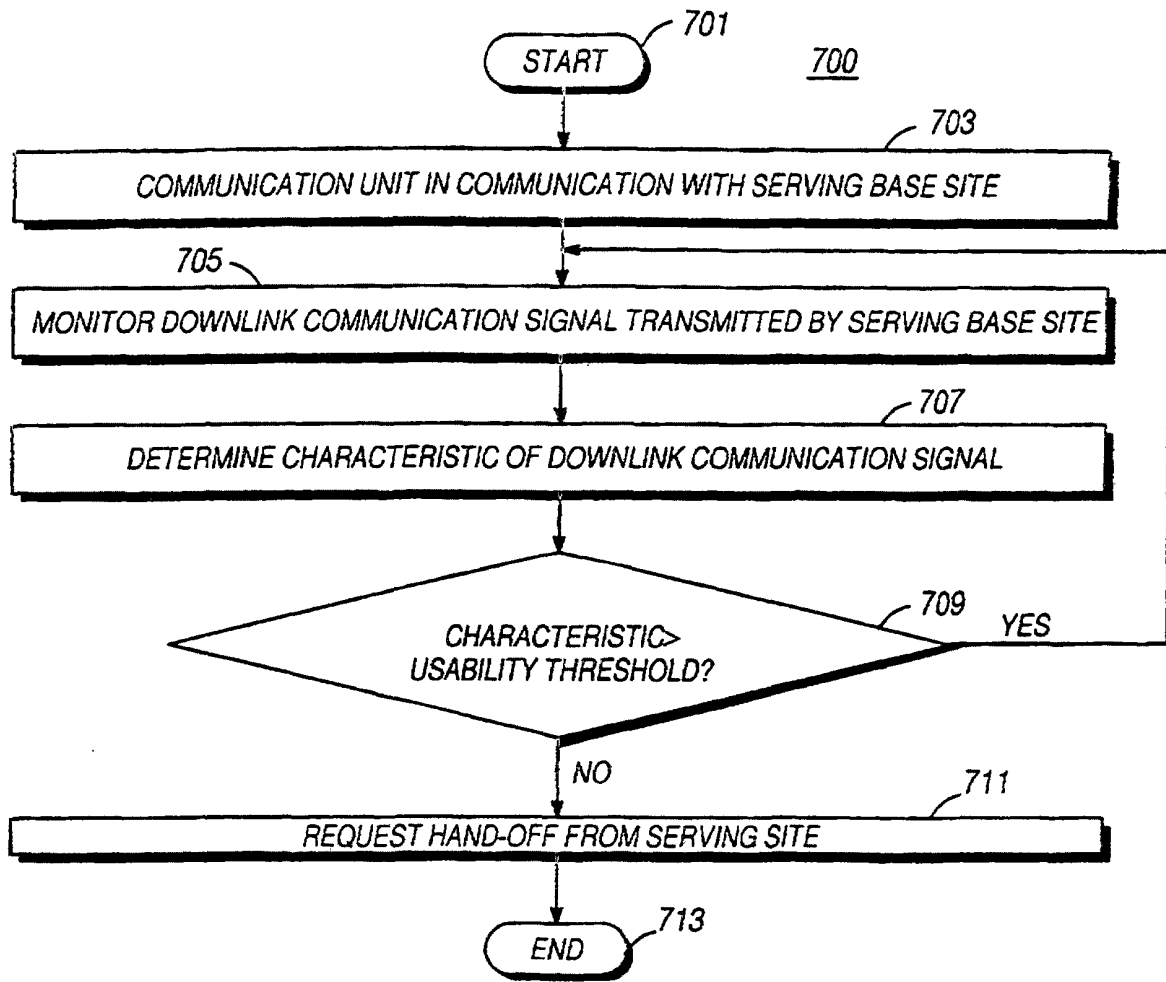 701
START
700
703
COMMUNICATION UNIT IN COMMUNICATION WITH SERVING BASE SITE
705
MONITOR DOWNLINK COMMUNICATION SIGNAL TRANSMITTED BY SERVING BASE SITE
707
DETERMINE CHARACTERISTIC OF DOWNLINK COMMUNICATION SIGNAL
709
CHARACTERISTIC>
USABILITY THRESHOLD?
YES
NO
711
REQUEST HAND-OFF FROM SERVING SITE
END
713